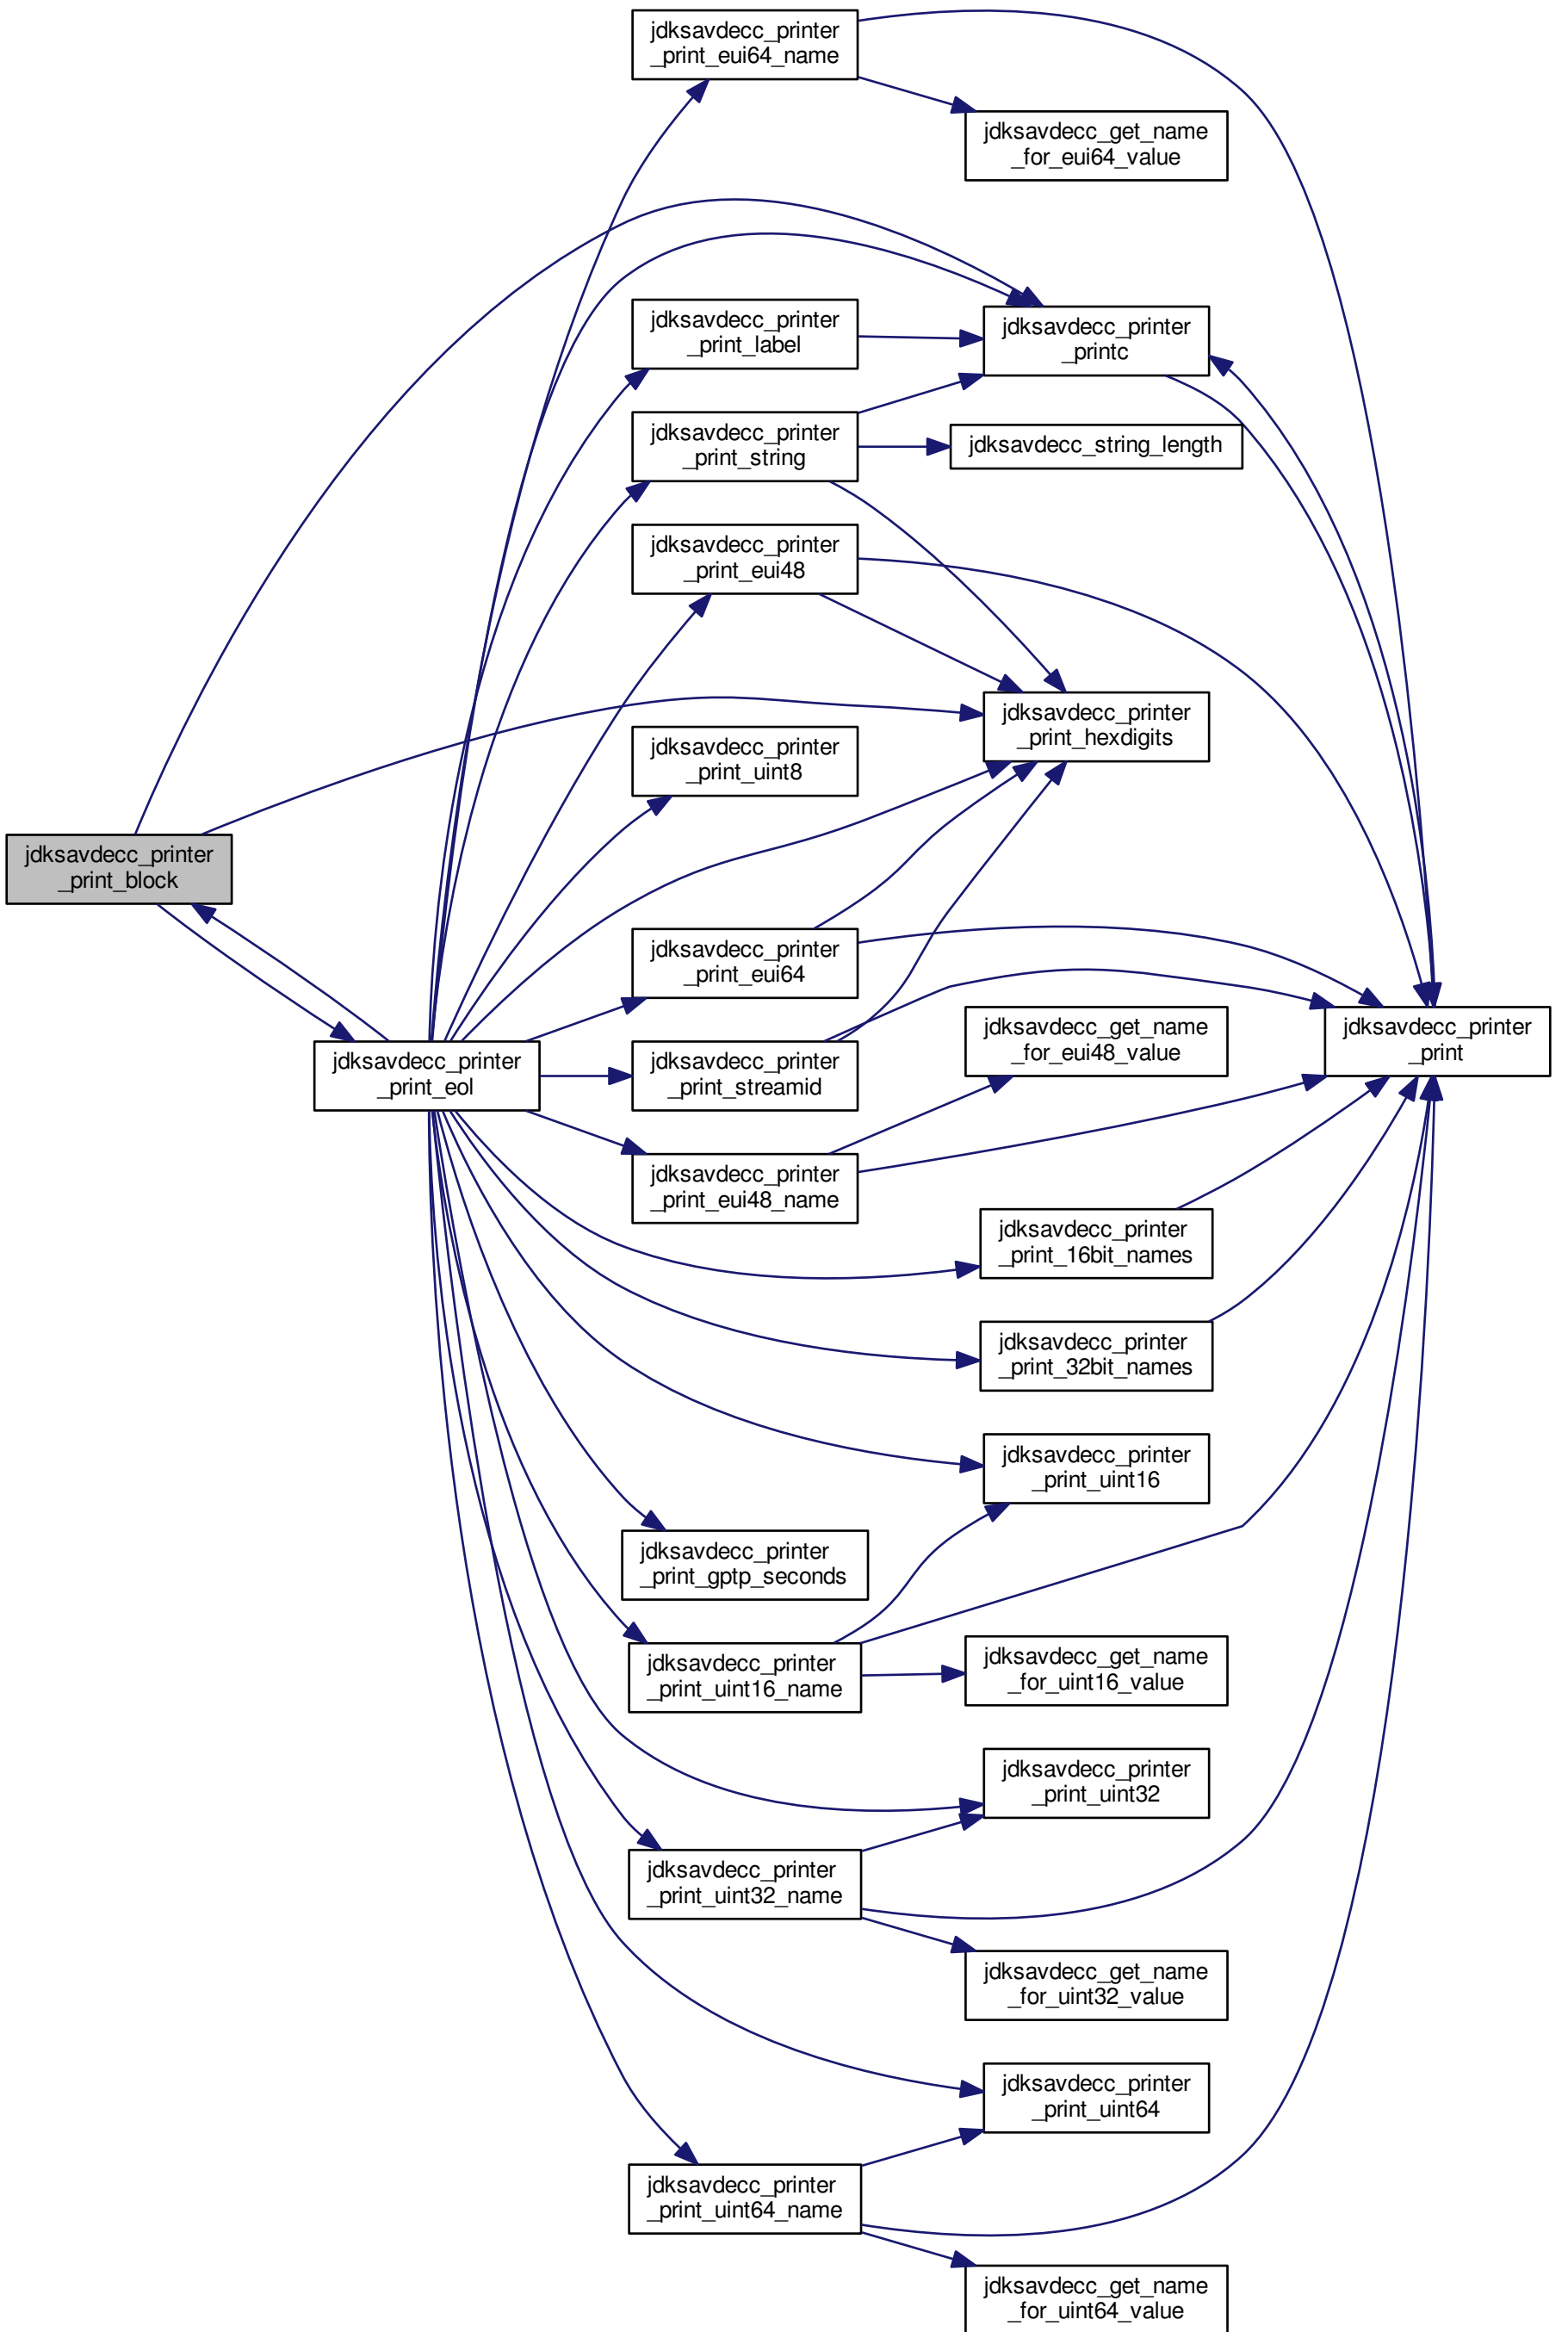 jdksavdecc_printer
_print_eui64_name
jdksavdecc_get_name
_for_eui64_value
jdksavdecc_printer
_print_label
jdksavdecc_printer
_printc
jdksavdecc_printer
_print_string
jdksavdecc_string_length
jdksavdecc_printer
_print_eui48
jdksavdecc_printer
_print_hexdigits
jdksavdecc_printer
_print_uint8
jdksavdecc_printer
_print_block
jdksavdecc_printer
_print_eui64
jdksavdecc_get_name
_for_eui48_value
jdksavdecc_printer
_print
jdksavdecc_printer
_print_eol
jdksavdecc_printer
_print_streamid
jdksavdecc_printer
_print_eui48_name
jdksavdecc_printer
_print_16bit_names
jdksavdecc_printer
_print_32bit_names
jdksavdecc_printer
_print_uint16
jdksavdecc_printer
_print_gptp_seconds
jdksavdecc_printer
_print_uint16_name
jdksavdecc_get_name
_for_uint16_value
jdksavdecc_printer
_print_uint32
jdksavdecc_printer
_print_uint32_name
jdksavdecc_get_name
_for_uint32_value
jdksavdecc_printer
_print_uint64
jdksavdecc_printer
_print_uint64_name
jdksavdecc_get_name
_for_uint64_value